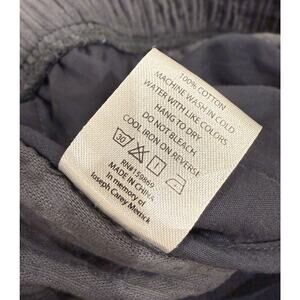 100% COTTON
MACHINE WASH IN COLD
WATER WITH LIKE COLORS
HANG TO DRY
DO NOT BLEACH.
COOL IRON ON REVERSE
30
RN#159869
MADE IN CHINA
In memory of
Joseph Carey Merrick